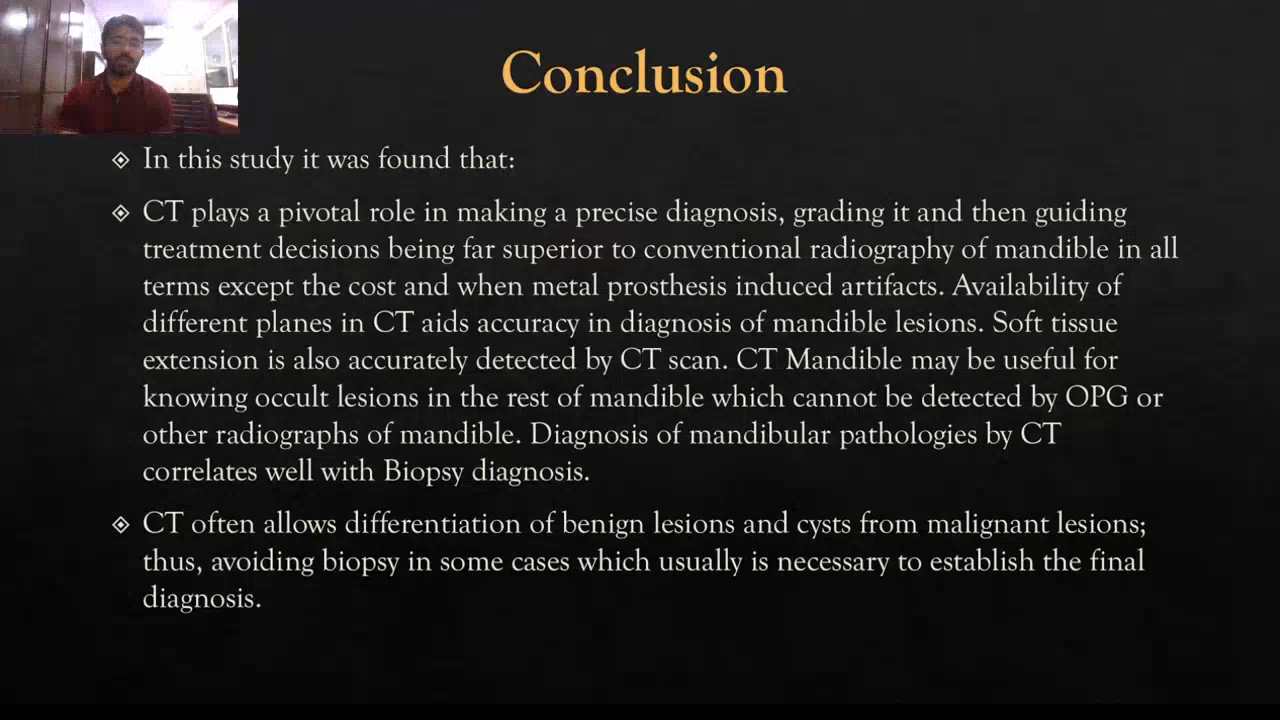 Conclusion
In this study it was found that:
CT plays a pivotal role in making a precise diagnosis, grading it and then guiding
treatment decisions being far superior to conventional radiography of mandible in all
terms except the cost and when metal prosthesis induced artifacts. Availability of
different planes in CT aids accuracy in diagnosis of mandible lesions. Soft tissue
extension is also accurately detected by CT scan. CT Mandible may be useful for
knowing occult lesions in the rest of mandible which cannot be detected by OPG or
other radiographs of mandible. Diagnosis of mandibular pathologies by CT
correlates well with Biopsy diagnosis.
CT often allows differentiation of benign lesions and cysts from malignant lesions;
thus, avoiding biopsy in some cases which usually is necessary to establish the final
diagnosis.